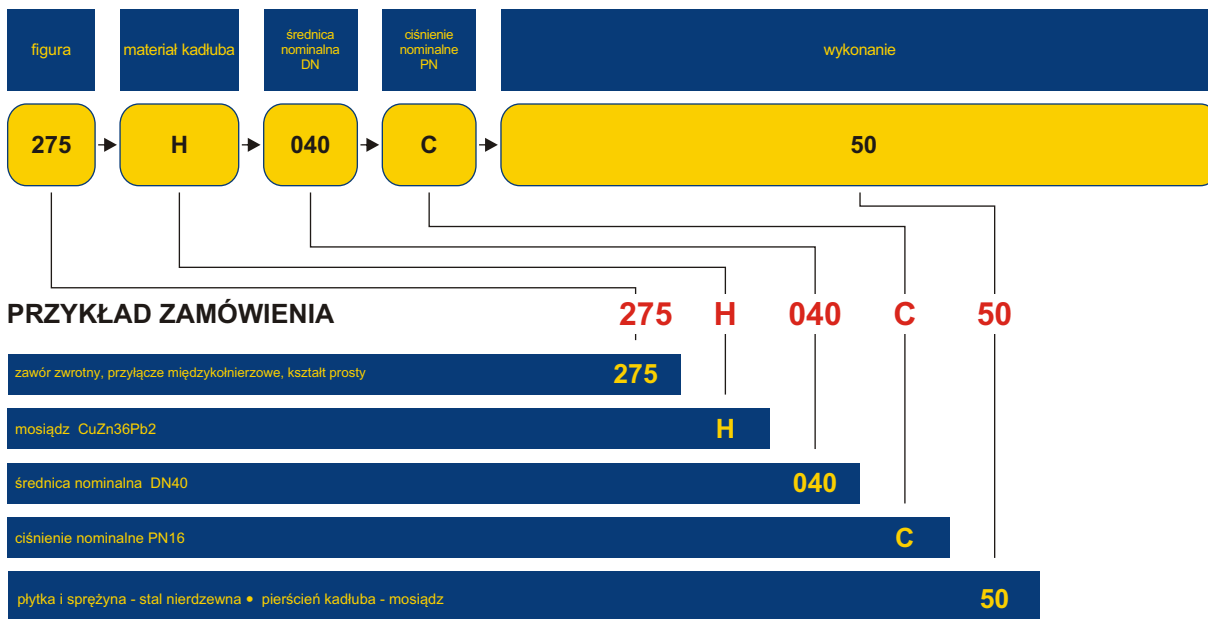 figura
materiał kadłuba
średnica
nominalna
DN
ciśnienie
nominalne
PN
wykonanie
275
H
040
C
50
PRZYKŁAD ZAMÓWIENIA 275 H 040 C 50
zawór zwrotny, przyłącze międzykołnierzowe, kształt prosty 275
mosiądz CuZn36Pb2 H
średnica nominalna DN40 040
ciśnienie nominalne PN16 C
płytka i sprężyna - stal nierdzewna • pierścień kadłuba - mosiądz 50